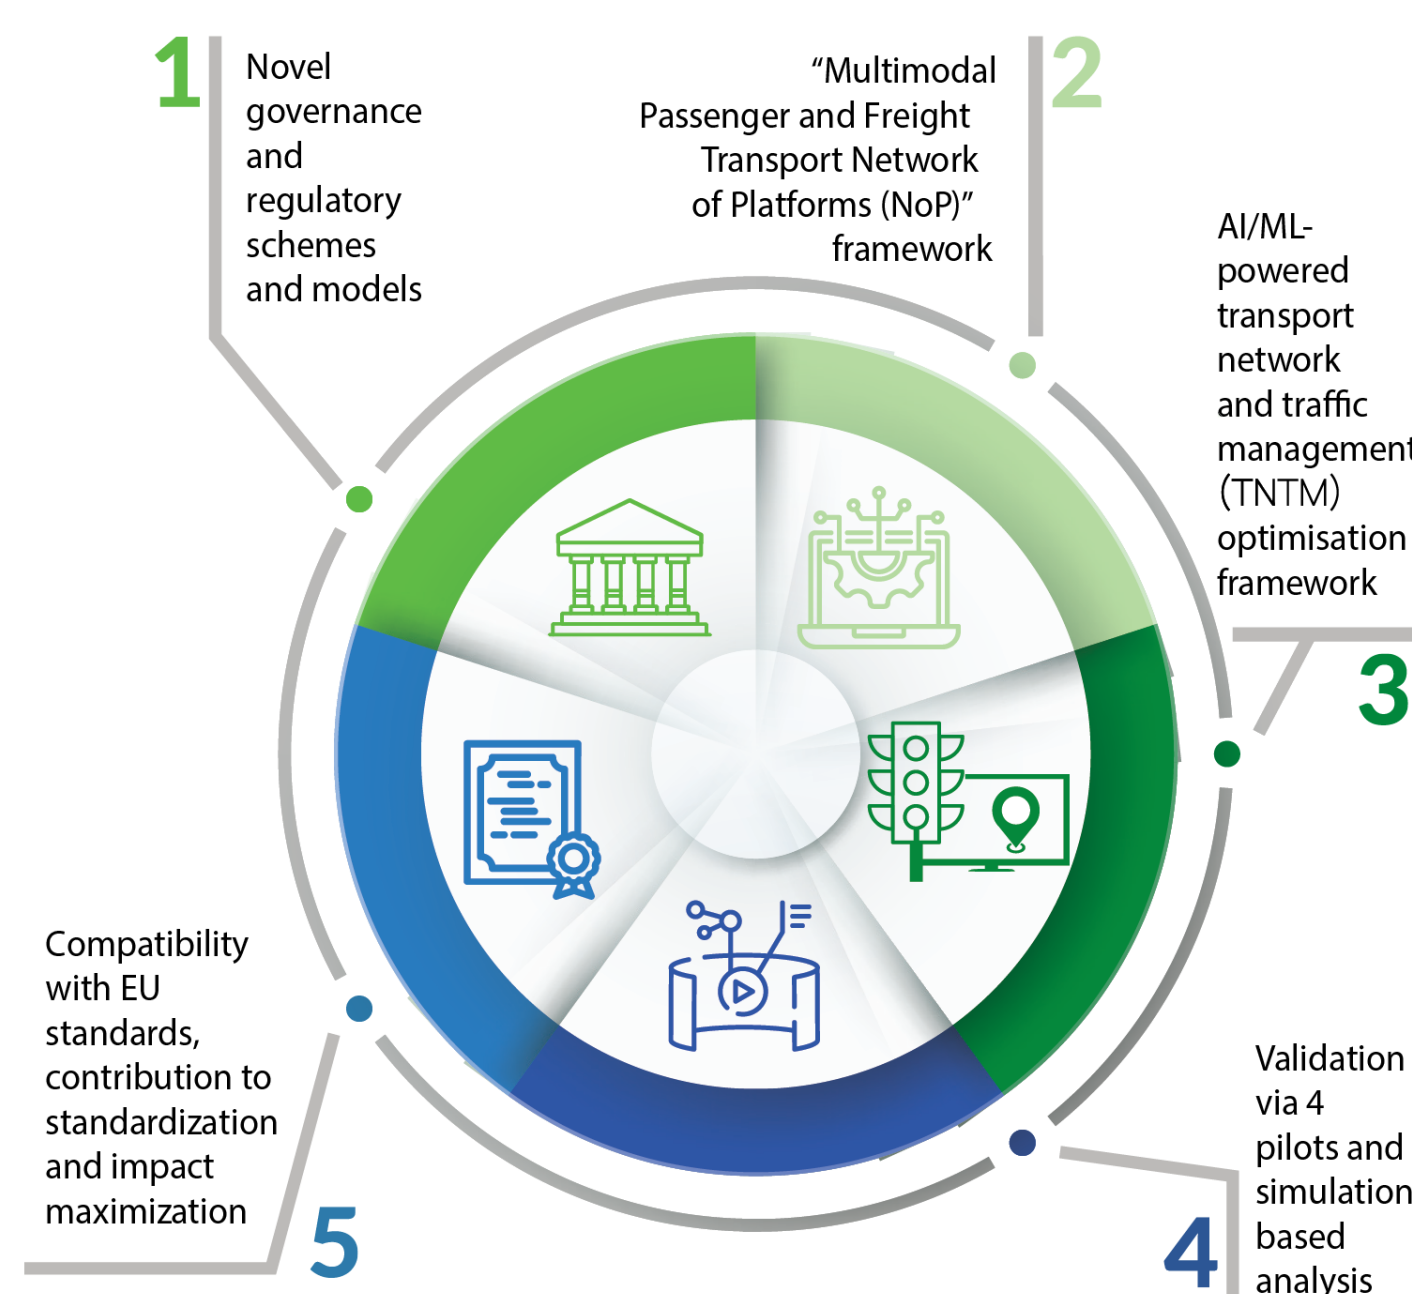 1
Novel
governance
and
regulatory
schemes
and models
“Multimodal
Passenger and Freight
Transport Network
of Platforms (NoP)”
framework
2
AI/ML-
powered
transport
network
and traffic
management
(TNTM)
optimisation
framework
3
Validation
via 4
pilots and
simulation
based
analysis
4
Compatibility
with EU
standards,
contribution to
standardization
and impact
maximization
5